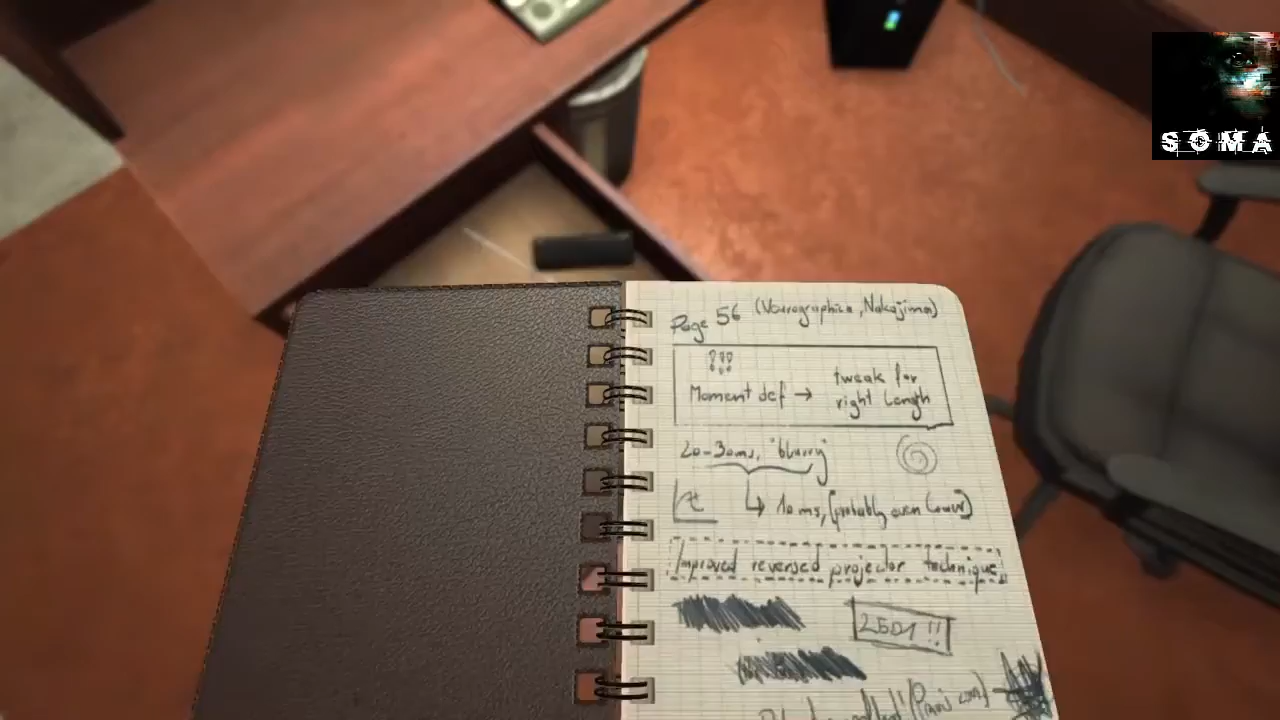 SOMA
Page 56 (Neurographics, Nakajima)
!!!
Moment def → tweak for
right length
20-30ms, "blurry"
↳ 10 ms, (probably even lower)
Improved reversed projector technique
2501 !!